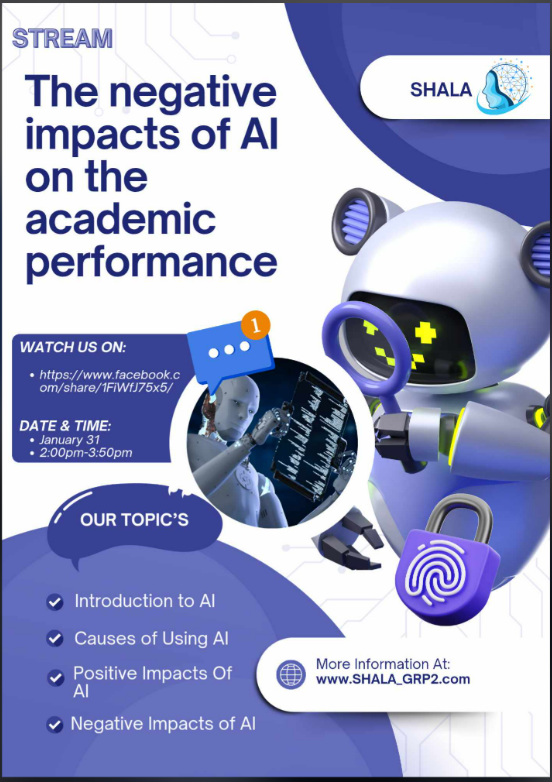 STREAM
SHALA
The negative
impacts of AI
on the
academic
performance
WATCH US ON:
• https://www.facebook.c
om/share/1FiWfJ75x5/
1
DATE & TIME:
• January 31
• 2:00pm-3:50pm
OUR TOPIC'S
Introduction to AI
Causes of Using AI
Positive Impacts Of
AI
Negative Impacts of AI
More Information At:
www.SHALA_GRP2.com